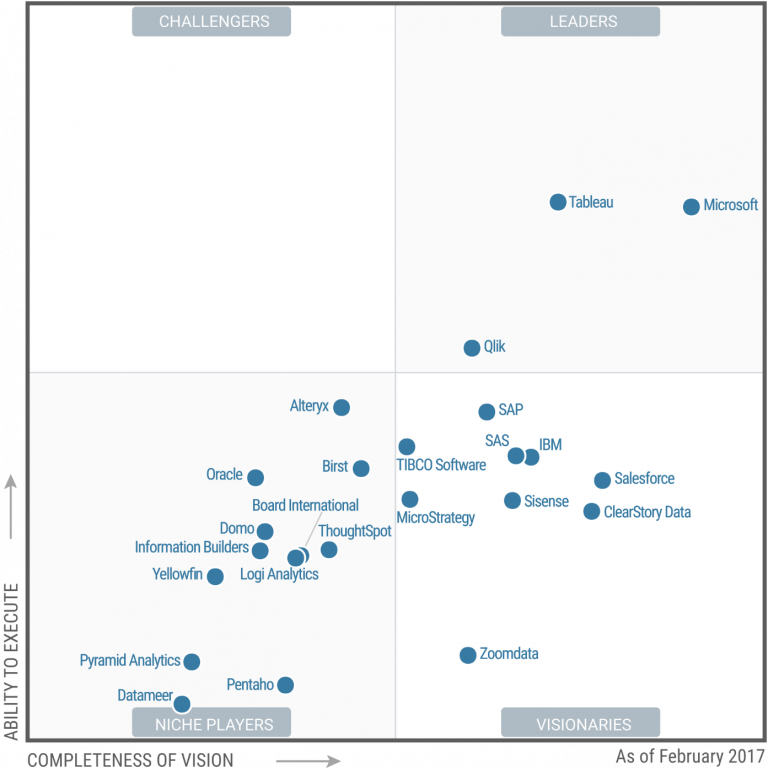 CHALLENGERS
LEADERS
Tableau
Microsoft
Qlik
Alteryx
SAP
SAS
IBM
TIBCO Software
Birst
Oracle
Salesforce
Board International
Sisense
ClearStory Data
MicroStrategy
Domo
ThoughtSpot
Information Builders
Yellowfin
Logi Analytics
Zoomdata
Pyramid Analytics
Pentaho
Datameer
NICHE PLAYERS
VISIONARIES
ABILITY TO EXECUTE
COMPLETENESS OF VISION
As of February 2017